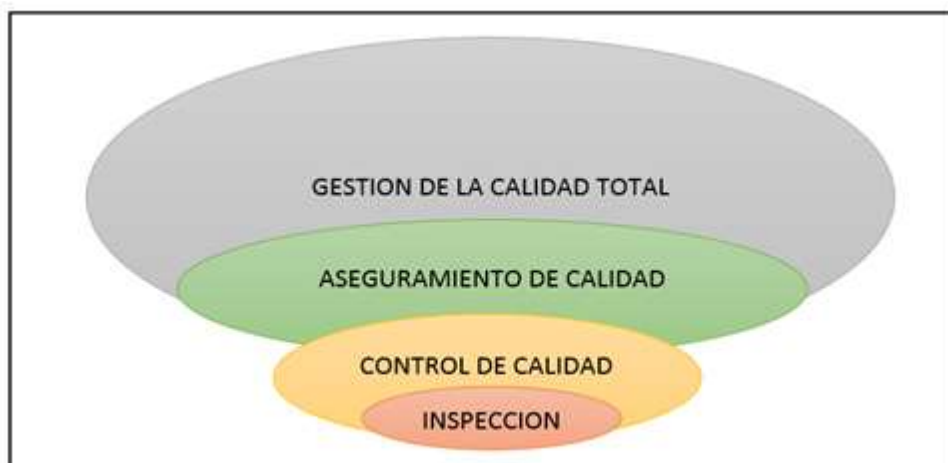 GESTION DE LA CALIDAD TOTAL
ASEGURAMIENTO DE CALIDAD
CONTROL DE CALIDAD
INSPECCION